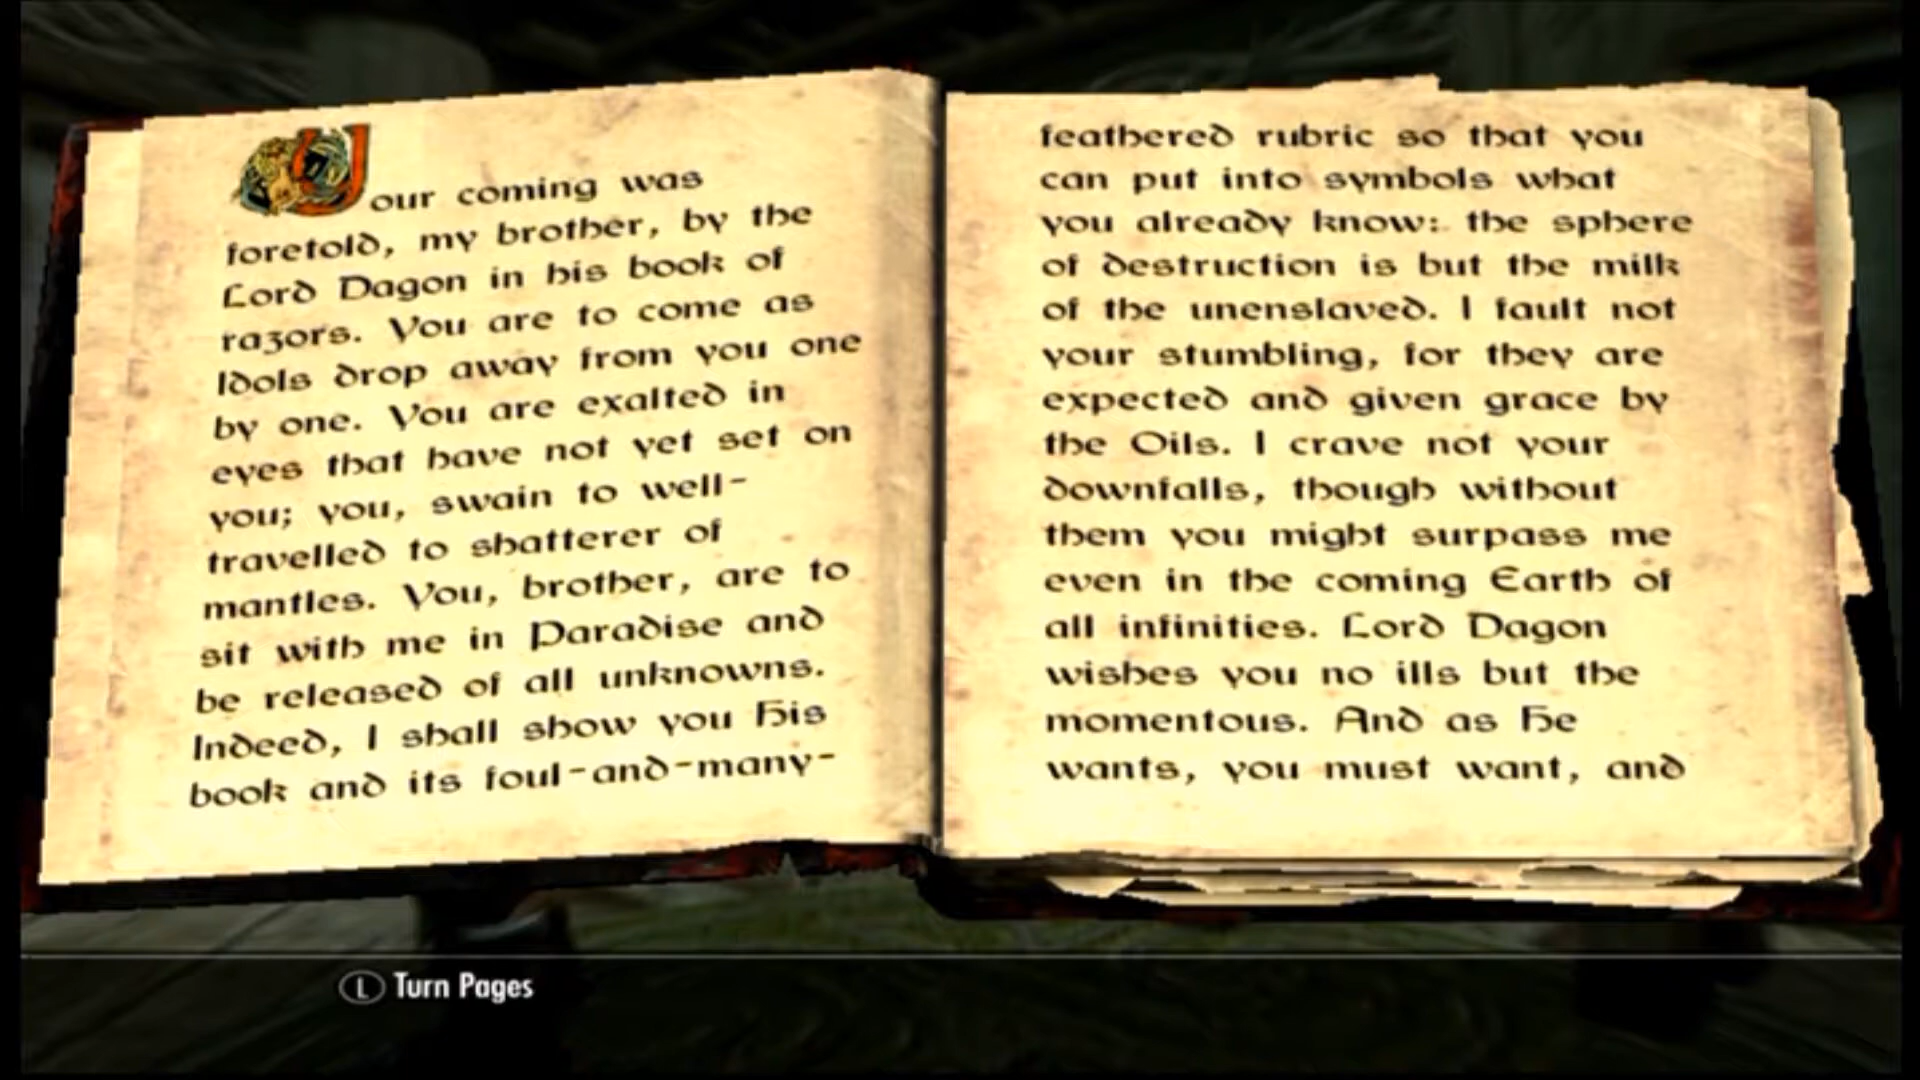 Your coming was
foretold, my brother, by the
Lord Dagon in his book of
razors. You are to come as
Idols drop away from you one
by one. You are exalted in
eyes that have not yet set on
you; you, swain to well-
travelled to shatterer of
mantles. You, brother, are to
sit with me in Paradise and
be released of all unknowns.
Indeed, I shall show you His
book and its foul-and-many-
feathered rubric so that you
can put into symbols what
you already know: the sphere
of destruction is but the milk
of the unenslaved. I fault not
your stumbling, for they are
expected and given grace by
the Oils. I crave not your
downfalls, though without
them you might surpass me
even in the coming Earth of
all infinities. Lord Dagon
wishes you no ills but the
momentous. And as He
wants, you must want, and
L Turn Pages